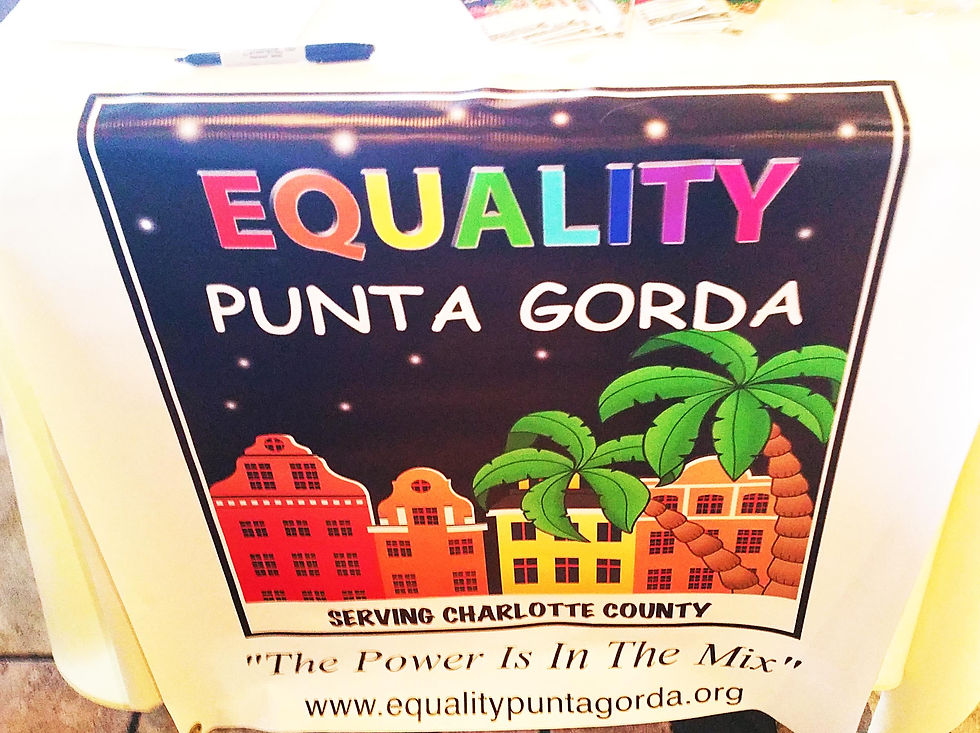 EQUALITY
PUNTA GORDA
SERVING CHARLOTTE COUNTY
"The Power Is In The Mix"
www.equalitypuntagorda.org